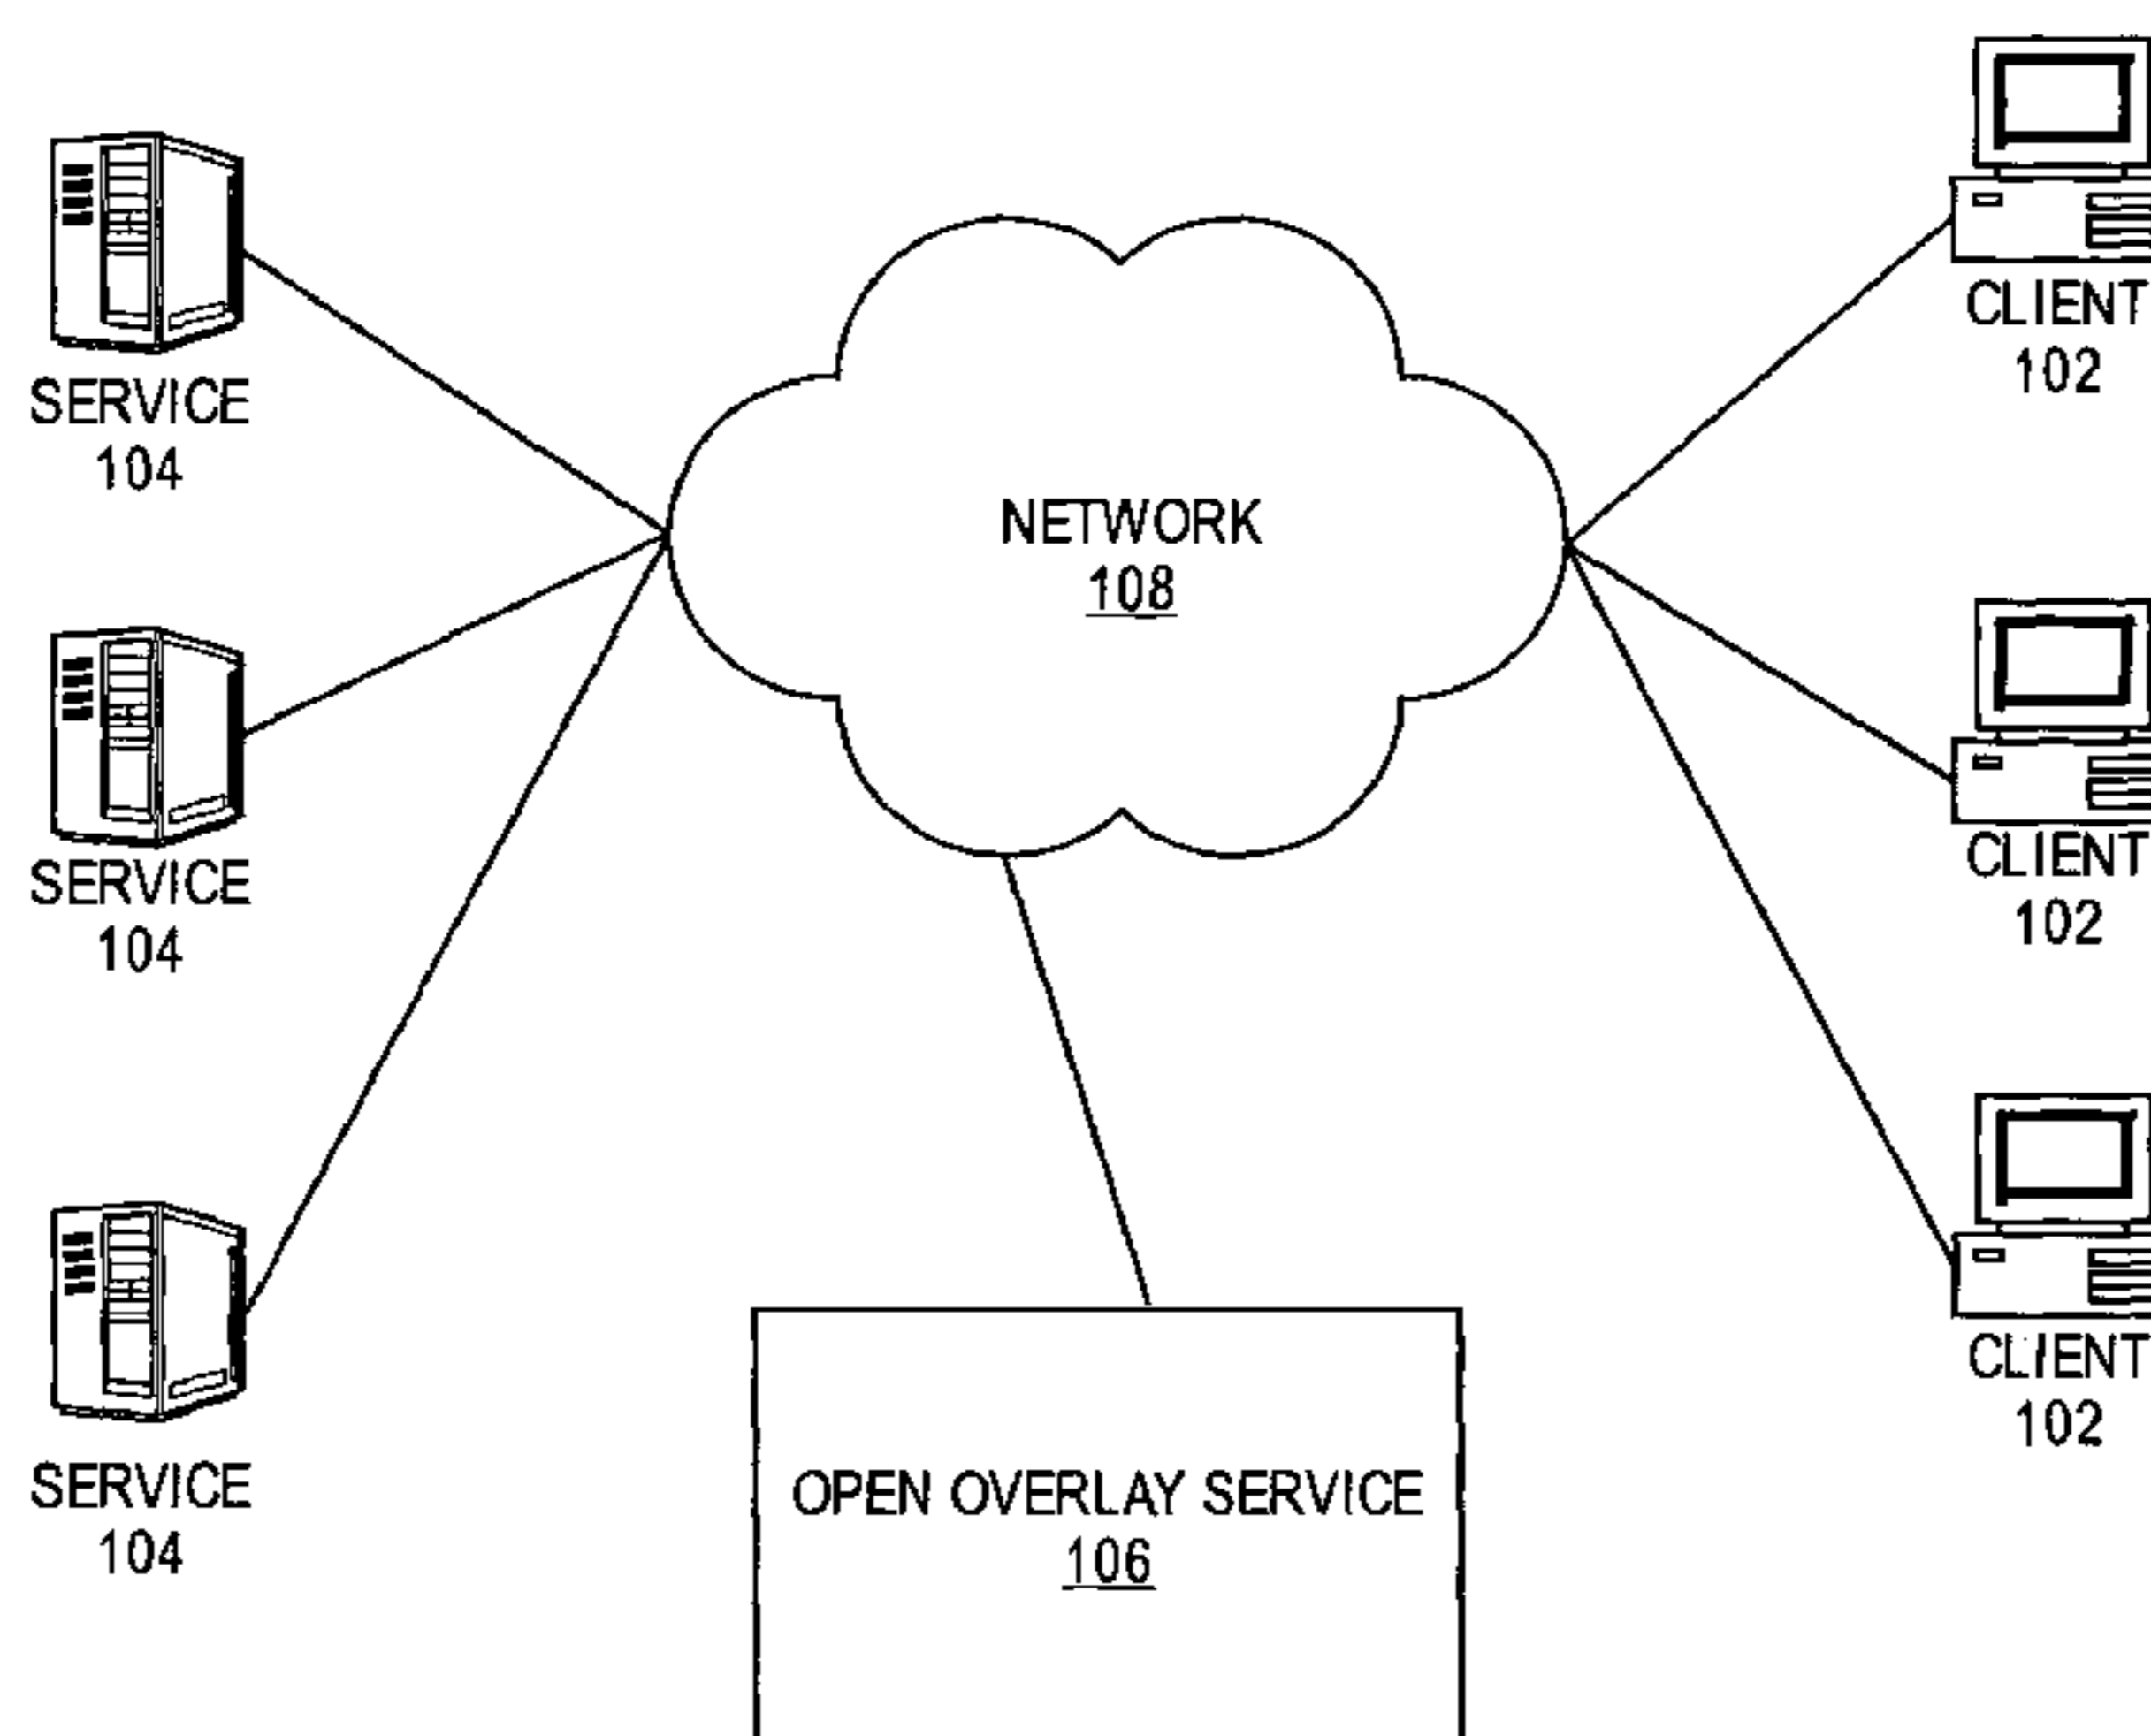 SERVICE
104
SERVICE
104
SERVICE
104
NETWORK
108
OPEN OVERLAY SERVICE
106
CLIENT
102
CLIENT
102
CLIENT
102